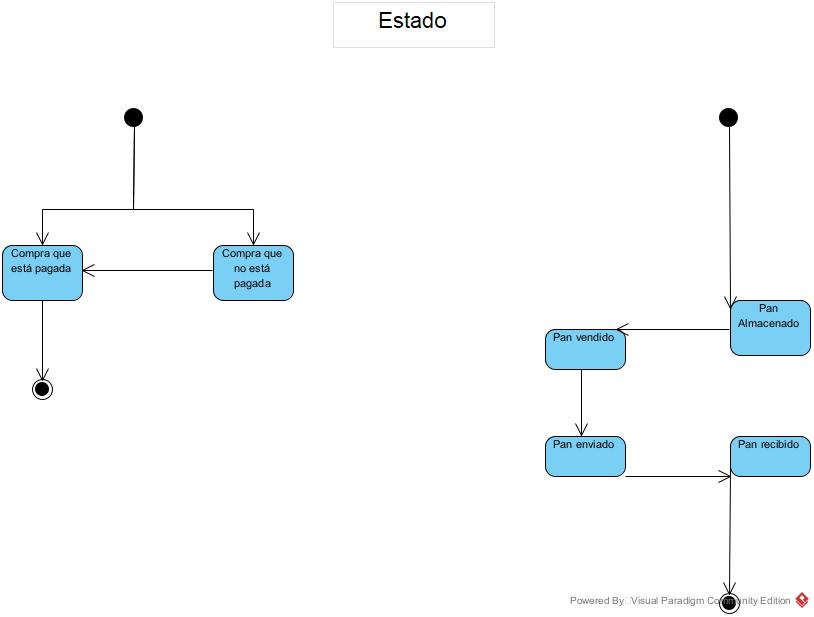 Estado
Compra que
está pagada
Compra que
no está
pagada
Pan
Almacenado
Pan vendido
Pan enviado
Pan recibido
Powered By Visual Paradigm Community Edition